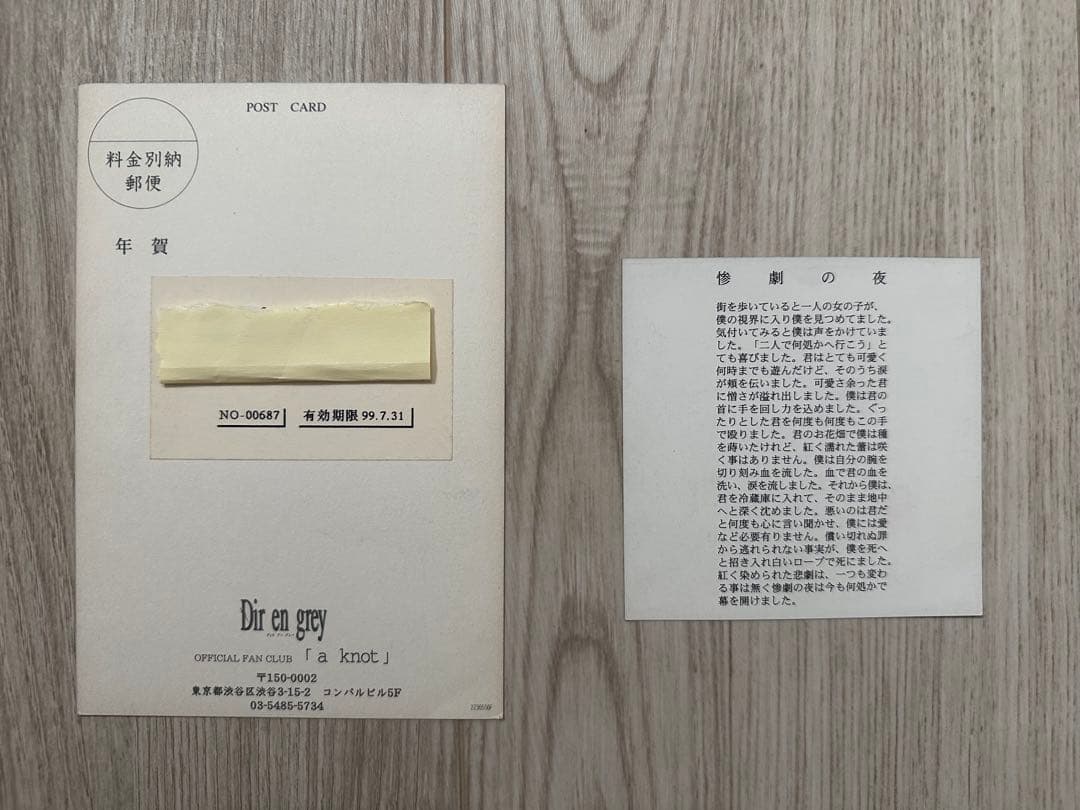 POST CARD
料金別納
郵便
年賀
NO-00687 有効期限 99.7.31
Dir en grey
OFFICIAL FAN CLUB 「a knot」
〒150-0002
東京都渋谷区渋谷3-15-2 コンパルビル5F
03-5485-5734
惨劇の夜
街を歩いていると一人の女の子が、
僕の視界に入り僕を見つめてました。
気付いてみると僕は声をかけていま
した。「二人で何処かへ行こう」と
ても喜びました。君はとても可愛く
何時までも遊んだけど、そのうち涙
が頬を伝いました。可愛さ余った君
に憎さが溢れ出しました。僕は君の
首に手を回し力を込めました。ぐっ
たりとした君を何度も何度もこの手
で殴りました。君のお花畑で僕は種
を蒔いたけれど、紅く濡れた蕾は咲
く事はありません。僕は自分の腕を
切り刻み血を流した。血で君の血を
洗い、涙を流しました。それから僕は、
君を冷蔵庫に入れて、そのまま地中
へと深く沈めました。悪いのは君だ
と何度も心に言い聞かせ、僕には愛
など必要有りません。償い切れぬ罪
から逃れられない事実が、僕を死へ
と招き入れ白いロープで死にました。
紅く染められた悲劇は、一つも変わ
る事は無く惨劇の夜は今も何処かで
幕を開けました。